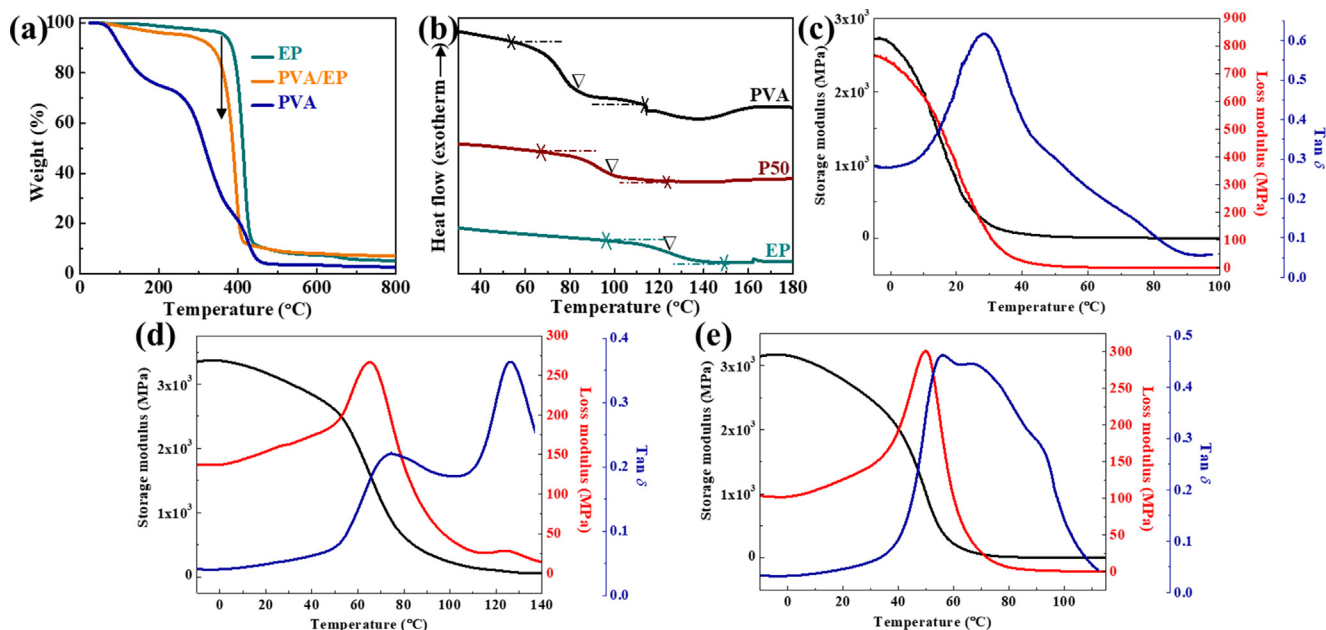 (a)
100
80
60
40
20
0
Weight (%)
EP
PVA/EP
PVA
0 200 400 600 800
Temperature (°C)
(b)
Heat flow (exotherm)
PVA
P50
EP
40 60 80 100 120 140 160 180
Temperature (°C)
(c)
3x10³
2x10³
1x10³
0
Storage modulus (MPa)
900
800
700
600
500
400
300
200
100
0
Loss modulus (MPa)
0.6
0.5
0.4
0.3
0.2
0.1
0.0
Tan δ
0 20 40 60 80 100
Temperature (°C)
(d)
3x10³
2x10³
1x10³
0
Storage modulus (MPa)
300
250
200
150
100
50
0
Loss modulus (MPa)
0.4
0.3
0.2
0.1
0.0
Tan δ
0 20 40 60 80 100 120 140
Temperature (°C)
(e)
3x10³
2x10³
1x10³
0
Storage modulus (MPa)
300
250
200
150
100
50
0
Loss modulus (MPa)
0.5
0.4
0.3
0.2
0.1
0.0
Tan δ
0 20 40 60 80 100
Temperature (°C)